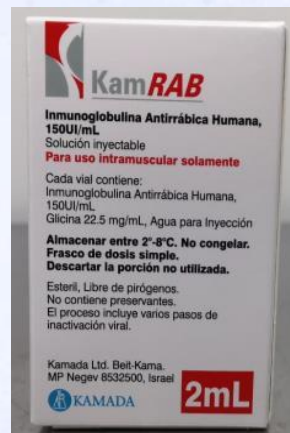 KamRAB
Inmunoglobulina Antirrábica Humana,
150UI/mL
Solución inyectable
Para uso intramuscular solamente
Cada vial contiene:
Inmunoglobulina Antirrábica Humana,
150UI/mL
Glicina 22.5 mg/mL, Agua para Inyección
Almacenar entre 2°-8°C. No congelar.
Frasco de dosis simple.
Descartar la porción no utilizada.
Esteril, Libre de pirógenos.
No contiene preservantes.
El proceso incluye varios pasos de
inactivación viral.
Kamada Ltd. Beit-Kama.
MP Negev 8532500, Israel
KAMADA
2mL